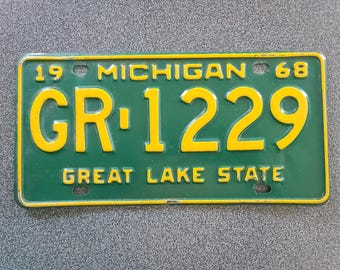 19 MICHIGAN 68
GR-1229
GREAT LAKE STATE